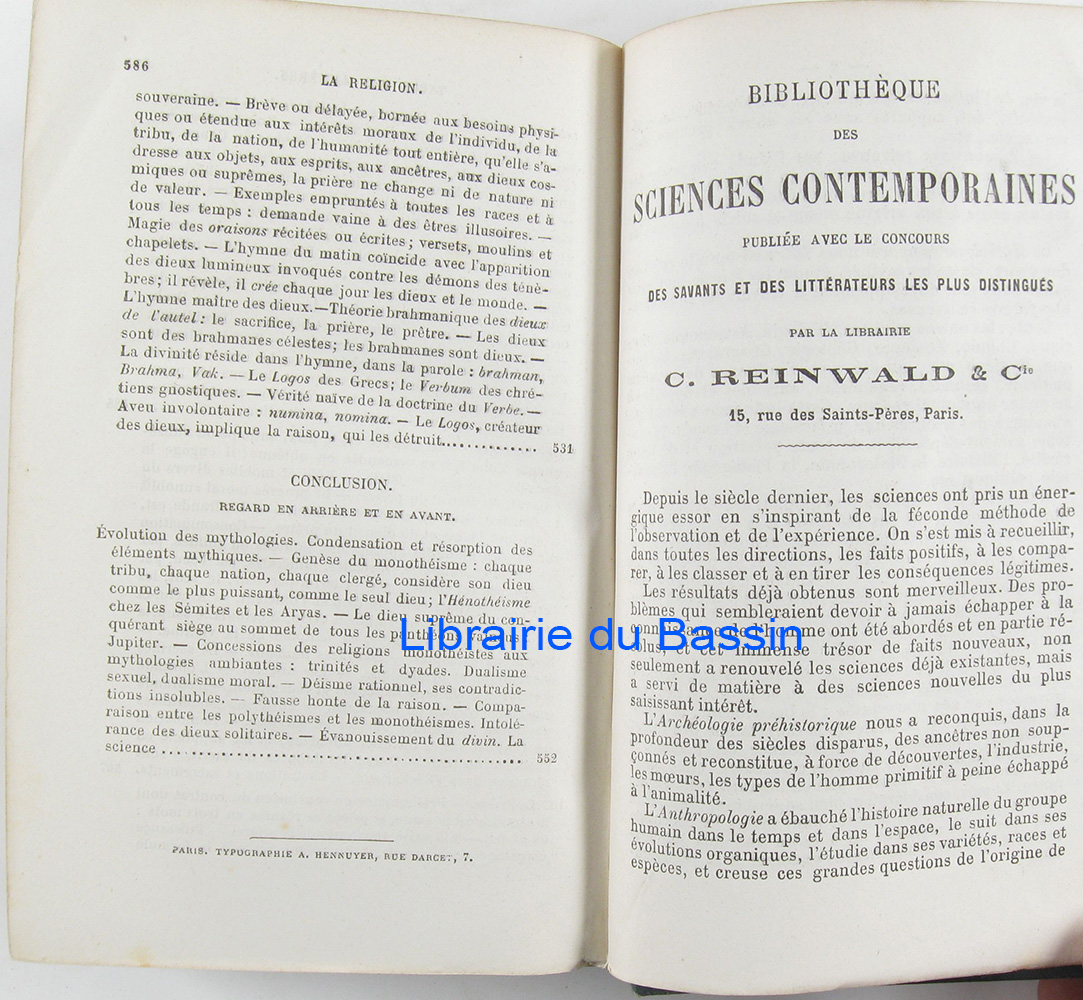 586
LA RELIGION.
souveraine. — Brève ou délayée, bornée aux besoins physi-
ques ou étendue aux intérêts moraux de l'individu, de la
tribu, de la nation, de l'humanité tout entière, qu'elle s'a-
dresse aux objets, aux esprits, aux ancêtres, aux dieux cos-
miques ou suprêmes, la prière ne change ni de nature ni
de valeur. — Exemples empruntés à toutes les races et à
tous les temps : demande vaine à des êtres illusoires. —
Magie des oraisons récitées ou écrites ; versets, moulins et
chapelets. — L'hymne du matin coïncide avec l'apparition
des dieux lumineux invoqués contre les démons des ténè-
bres ; il révèle, il crée chaque jour les dieux et le monde. —
L'hymne maître des dieux.—Théorie brahmanique des dieux
de l'autel : le sacrifice, la prière, le prêtre. — Les dieux
sont des brahmanes célestes; les brahmanes sont dieux. —
La divinité réside dans l'hymne, dans la parole : brahman,
Brahma, Vak. — Le Logos des Grecs; le Verbum des chré-
tiens gnostiques. — Vérité naïve de la doctrine du Verbe. —
Aveu involontaire : numina, nomina. — Le Logos, créateur
des dieux, implique la raison, qui les détruit............... 531
CONCLUSION.
REGARD EN ARRIÈRE ET EN AVANT.
Évolution des mythologies. Condensation et résorption des
éléments mythiques. — Genèse du monothéisme : chaque
tribu, chaque nation, chaque clergé, considère son dieu
comme le plus puissant, comme le seul dieu ; l'Hénothéisme
chez les Sémites et les Aryas. — Le dieu suprême du con-
quérant siège au sommet de tous les panthéons vaincus :
Jupiter. — Concessions des religions monothéistes aux
mythologies ambiantes : trinités et dyades. Dualisme
sexuel, dualisme moral. — Déisme rationnel, ses contradic-
tions insolubles. — Fausse honte de la raison. — Compa-
raison entre les polythéismes et les monothéismes. Intolé-
rance des dieux solitaires. — Évanouissement du divin. La
science ................................................ 552
PARIS. TYPOGRAPHIE A. HENNUYER, RUE DARCET, 7.
BIBLIOTHÈQUE
DES
SCIENCES CONTEMPORAINES
PUBLIÉE AVEC LE CONCOURS
DES SAVANTS ET DES LITTÉRATEURS LES PLUS DISTINGUÉS
PAR LA LIBRAIRIE
C. REINWALD & Cie
15, rue des Saints-Pères, Paris.
Depuis le siècle dernier, les sciences ont pris un éner-
gique essor en s'inspirant de la féconde méthode de
l'observation et de l'expérience. On s'est mis à recueillir,
dans toutes les directions, les faits positifs, à les compa-
rer, à les classer et à en tirer les conséquences légitimes.
Les résultats déjà obtenus sont merveilleux. Des pro-
blèmes qui sembleraient devoir à jamais échapper à la
connaissance de l'homme ont été abordés et en partie ré-
solus, et cet immense trésor de faits nouveaux, non
seulement a renouvelé les sciences déjà existantes, mais
a servi de matière à des sciences nouvelles du plus
saisissant intérêt.
L'Archéologie préhistorique nous a reconquis, dans la
profondeur des siècles disparus, des ancêtres non soup-
çonnés et reconstitue, à force de découvertes, l'industrie,
les mœurs, les types de l'homme primitif à peine échappé
à l'animalité.
L'Anthropologie a ébauché l'histoire naturelle du groupe
humain dans le temps et dans l'espace, le suit dans ses
évolutions organiques, l'étudie dans ses variétés, races et
espèces, et creuse ces grandes questions de l'origine de
Librairie du Bassin